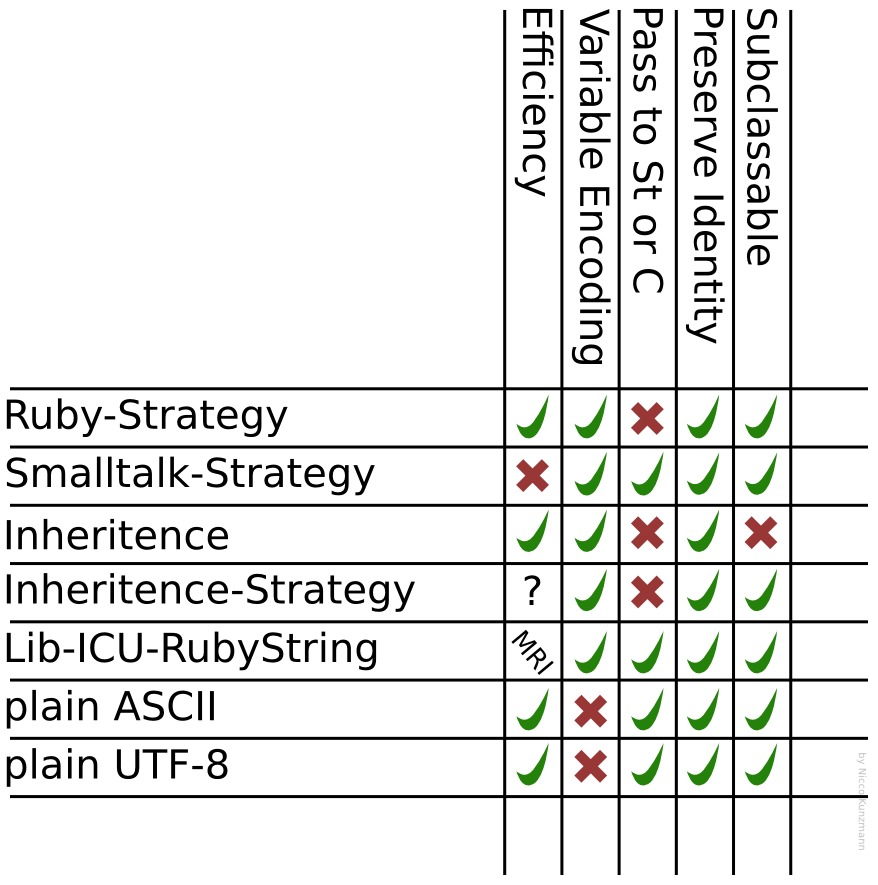 Efficiency
Variable Encoding
Pass to St or C
Preserve Identity
Subclassable
Ruby-Strategy
Smalltalk-Strategy
Inheritence
Inheritence-Strategy
?
Lib-ICU-RubyString
MRI
plain ASCII
plain UTF-8
by Nicco Kunzmann